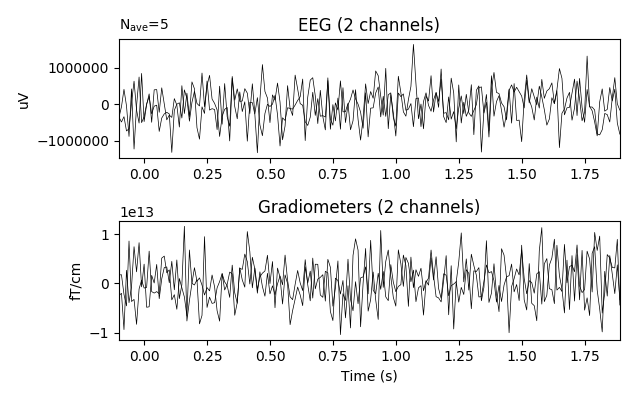 N_ave=5
EEG (2 channels)
1000000
0
−1000000
uV
0.00 0.25 0.50 0.75 1.00 1.25 1.50 1.75
1e13
Gradiometers (2 channels)
1
0
−1
fT/cm
0.00 0.25 0.50 0.75 1.00 1.25 1.50 1.75
Time (s)